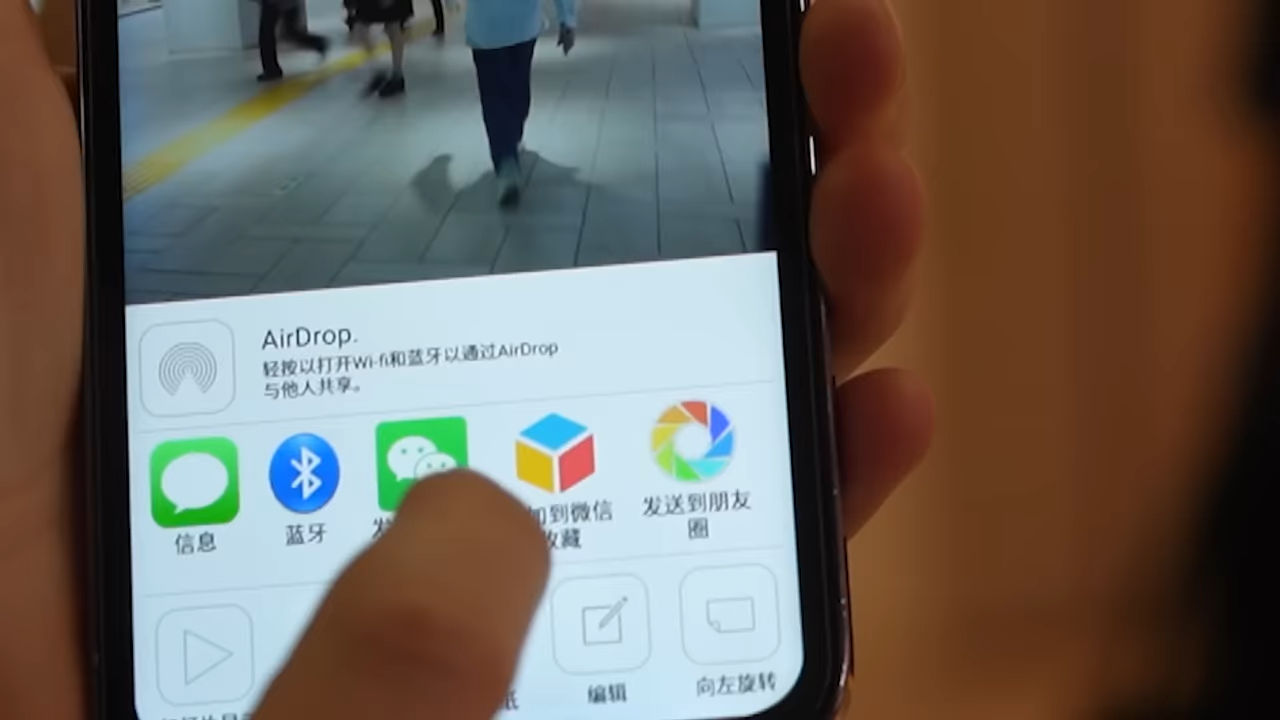 AirDrop.
轻按以打开Wi-fi和蓝牙以通过AirDrop
与他人共享。
信息
蓝牙
发
加到微信
收藏
发送到朋友
圈
纸
编辑
向左旋转